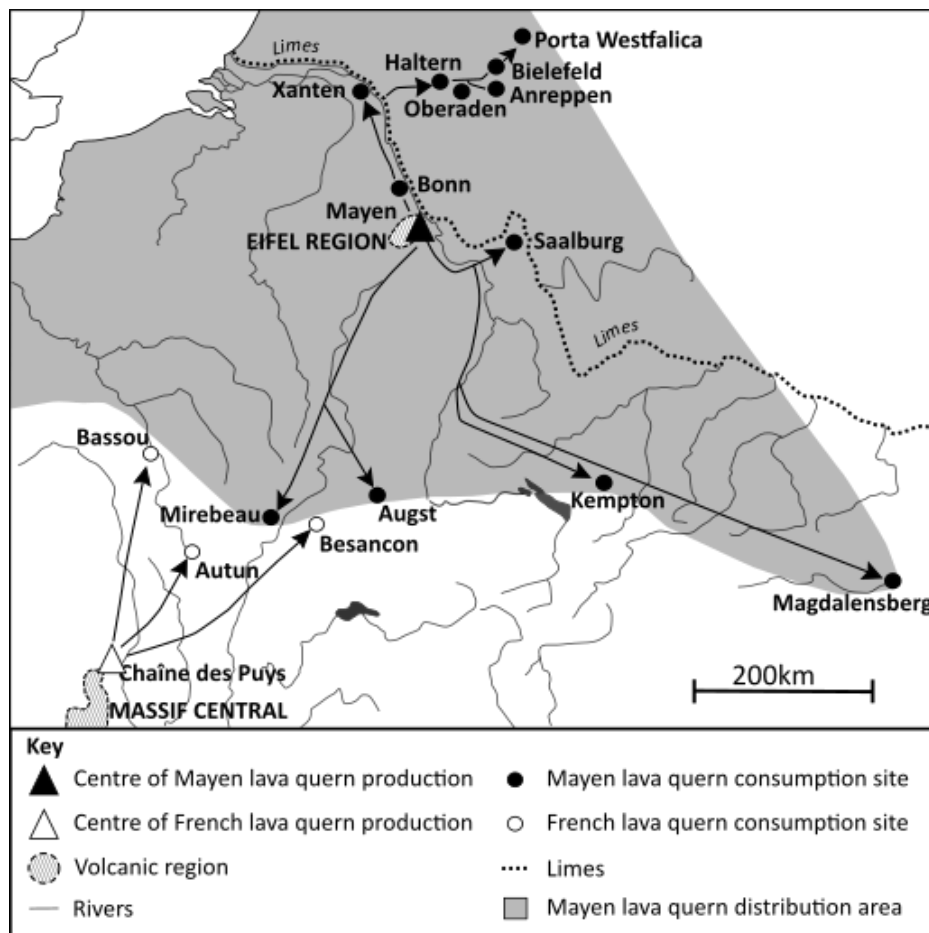 Limes
Porta Westfalica
Haltern
Bielefeld
Xanten
Oberaden
Anreppen
Bonn
Mayen
EIFEL REGION
Saalburg
Limes
Bassou
Kempton
Mirebeau
Augst
Besancon
Autun
Magdalensberg
Chaîne des Puys
200km
MASSIF CENTRAL
Key
Centre of Mayen lava quern production
Mayen lava quern consumption site
Centre of French lava quern production
French lava quern consumption site
Volcanic region
Limes
Rivers
Mayen lava quern distribution area